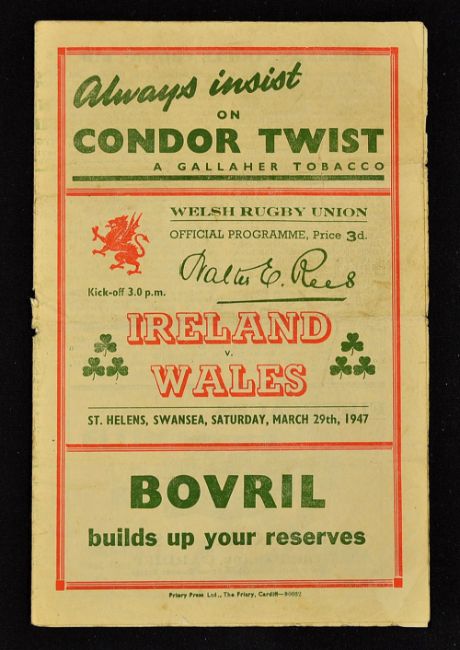 Always insist
ON
CONDOR TWIST
A GALLAHER TOBACCO
WELSH RUGBY UNION
OFFICIAL PROGRAMME, Price 3d.
Walter E. Rees
Kick-off 3.0 p.m.
IRELAND
v.
WALES
ST. HELENS, SWANSEA, SATURDAY, MARCH 29th, 1947
BOVRIL
builds up your reserves
Priory Press Ltd., The Friary, Cardiff—